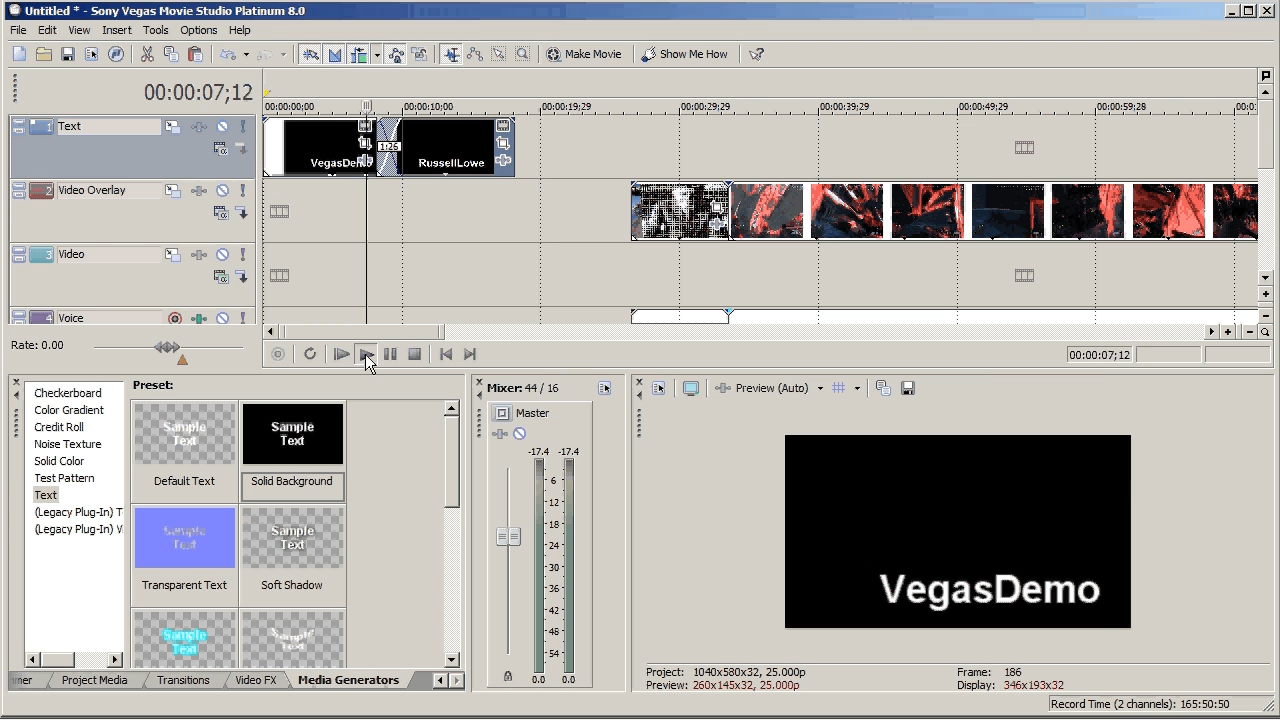 Untitled * - Sony Vegas Movie Studio Platinum 8.0
File Edit View Insert Tools Options Help
Make Movie Show Me How
00:00:07;12
00:00:00;00 00:00:10;00 00:00:19;29 00:00:29;29 00:00:39;29 00:00:49;29 00:00:59;28
1 Text
VegasDemo
1:26
RussellLowe
2 Video Overlay
3 Video
4 Voice
Rate: 0.00
00:00:07;12
Checkerboard
Color Gradient
Credit Roll
Noise Texture
Solid Color
Test Pattern
Text
(Legacy Plug-In) T
(Legacy Plug-In) V
Preset:
Sample
Text
Default Text
Sample
Text
Solid Background
Sample
Text
Transparent Text
Sample
Text
Soft Shadow
Sample
Text
Sample
Text
mer Project Media Transitions Video FX Media Generators
Mixer: 44 / 16
Master
-17.4 -17.4
6
12
18
24
30
36
42
48
54
0.0 0.0
Preview (Auto)
VegasDemo
Project: 1040x580x32, 25.000p Frame: 186
Preview: 260x145x32, 25.000p Display: 346x193x32
Record Time (2 channels): 165:50:50